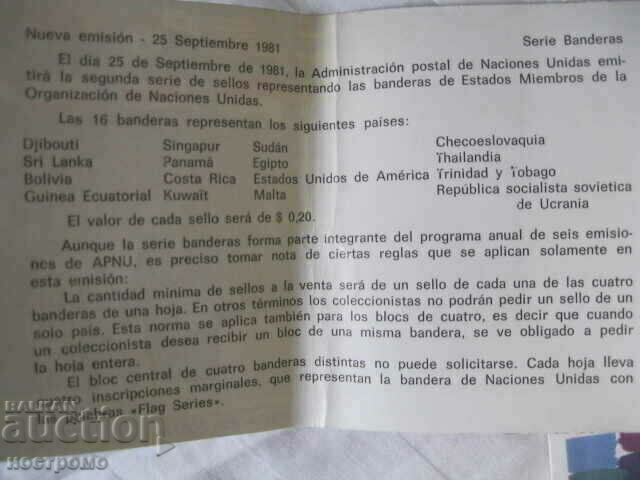 Nueva emisión - 25 Septiembre 1981 Serie Banderas
El día 25 de Septiembre de 1981, la Administración postal de Naciones Unidas emi-
tirá la segunda serie de sellos representando las banderas de Estados Miembros de la
Organización de Naciones Unidas.
Las 16 banderas representan los siguientes países:
Djibouti Singapur Sudán Checoeslovaquia
Sri Lanka Panamá Egipto Thailandia
Bolivia Costa Rica Estados Unidos de América Trinidad y Tobago
Guinea Ecuatorial Kuwaït Malta República socialista sovietica
de Ucrania
El valor de cada sello será de $ 0,20.
Aunque la serie banderas forma parte integrante del programa anual de seis emisio-
nes de APNU, es preciso tomar nota de ciertas reglas que se aplican solamente en
esta emisión:
La cantidad mínima de sellos a la venta será de un sello de cada una de las cuatro
banderas de una hoja. En otros términos los coleccionistas no podrán pedir un sello de un
solo país. Esta norma se aplica también para los blocs de cuatro, es decir que cuando
un coleccionista desea recibir un bloc de una misma bandera, se ve obligado a pedir
la hoja entera.
El bloc central de cuatro banderas distintas no puede solicitarse. Cada hoja lleva
cuatro inscripciones marginales, que representan la bandera de Naciones Unidas con
las palabras «Flag Series».
BALKAN
auction
ностромо